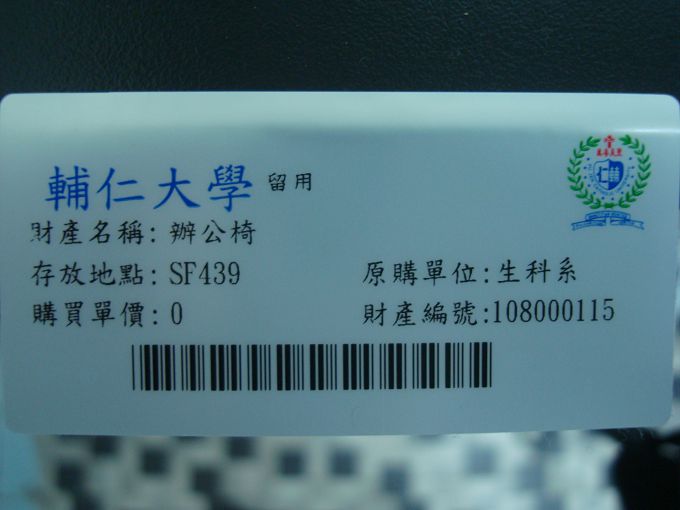 輔仁大學 留用
財產名稱: 辦公椅
存放地點: SF439 原購單位: 生科系
購買單價: 0 財產編號:108000115